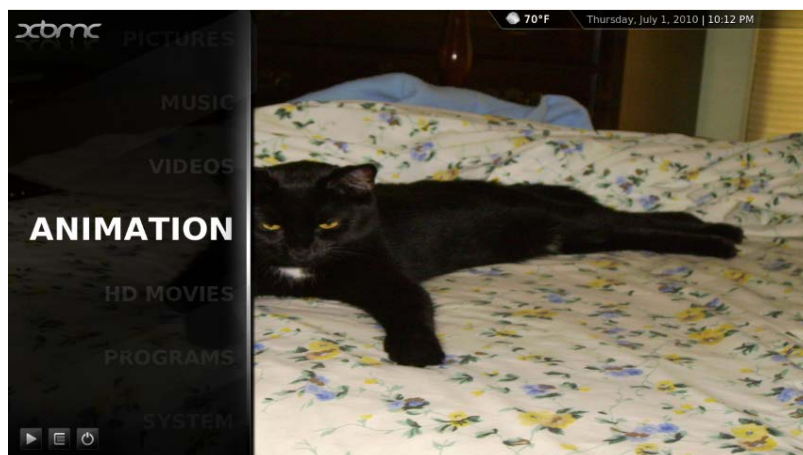 xbmc
70°F
Thursday, July 1, 2010 | 10:12 PM
PICTURES
MUSIC
VIDEOS
ANIMATION
HD MOVIES
PROGRAMS
SYSTEM